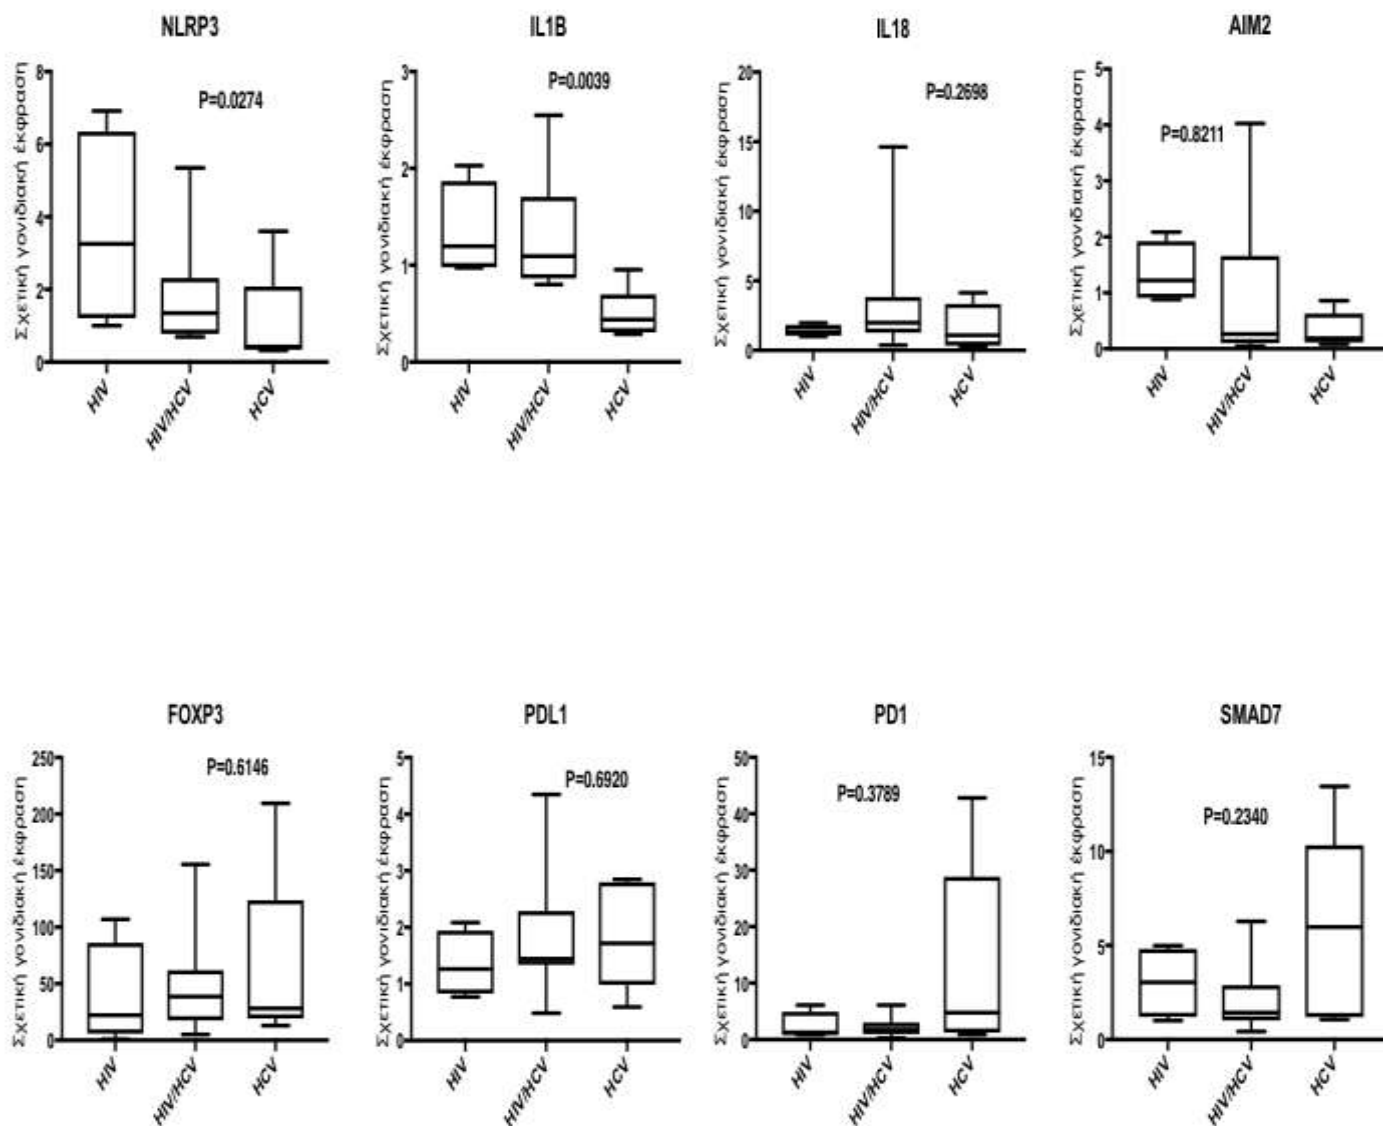 NLRP3
Σχετική γονιδιακή έκφραση
8
6
4
2
0
P=0.0274
HIV
HIV/HCV
HCV
IL1B
Σχετική γονιδιακή έκφραση
3
2
1
0
P=0.0039
HIV
HIV/HCV
HCV
IL18
Σχετική γονιδιακή έκφραση
20
15
10
5
0
P=0.2698
HIV
HIV/HCV
HCV
AIM2
Σχετική γονιδιακή έκφραση
5
4
3
2
1
0
P=0.8211
HIV
HIV/HCV
HCV
FOXP3
Σχετική γονιδιακή έκφραση
250
200
150
100
50
0
P=0.6146
HIV
HIV/HCV
HCV
PDL1
Σχετική γονιδιακή έκφραση
5
4
3
2
1
0
P=0.6920
HIV
HIV/HCV
HCV
PD1
Σχετική γονιδιακή έκφραση
50
40
30
20
10
0
P=0.3789
HIV
HIV/HCV
HCV
SMAD7
Σχετική γονιδιακή έκφραση
15
10
5
0
P=0.2340
HIV
HIV/HCV
HCV